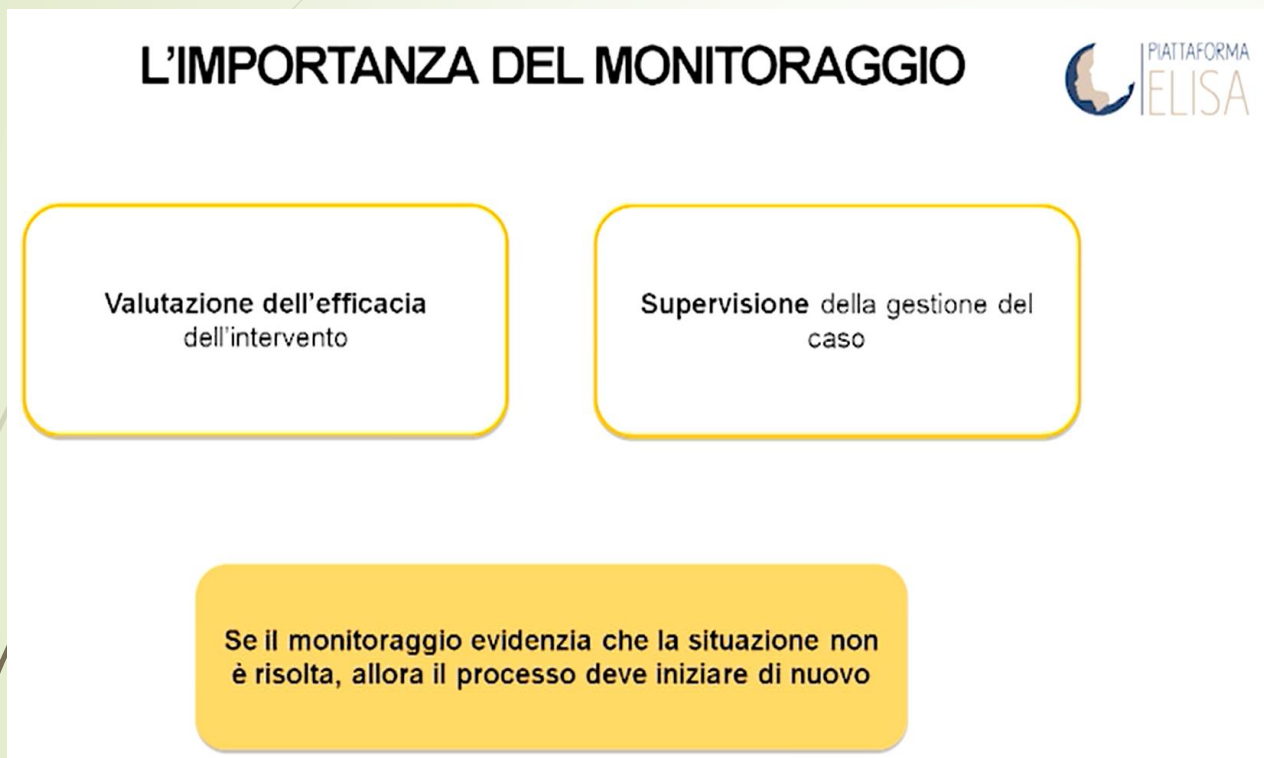 L'IMPORTANZA DEL MONITORAGGIO
PIATTAFORMA
ELISA
Valutazione dell'efficacia
dell'intervento
Supervisione della gestione del
caso
Se il monitoraggio evidenzia che la situazione non
è risolta, allora il processo deve iniziare di nuovo